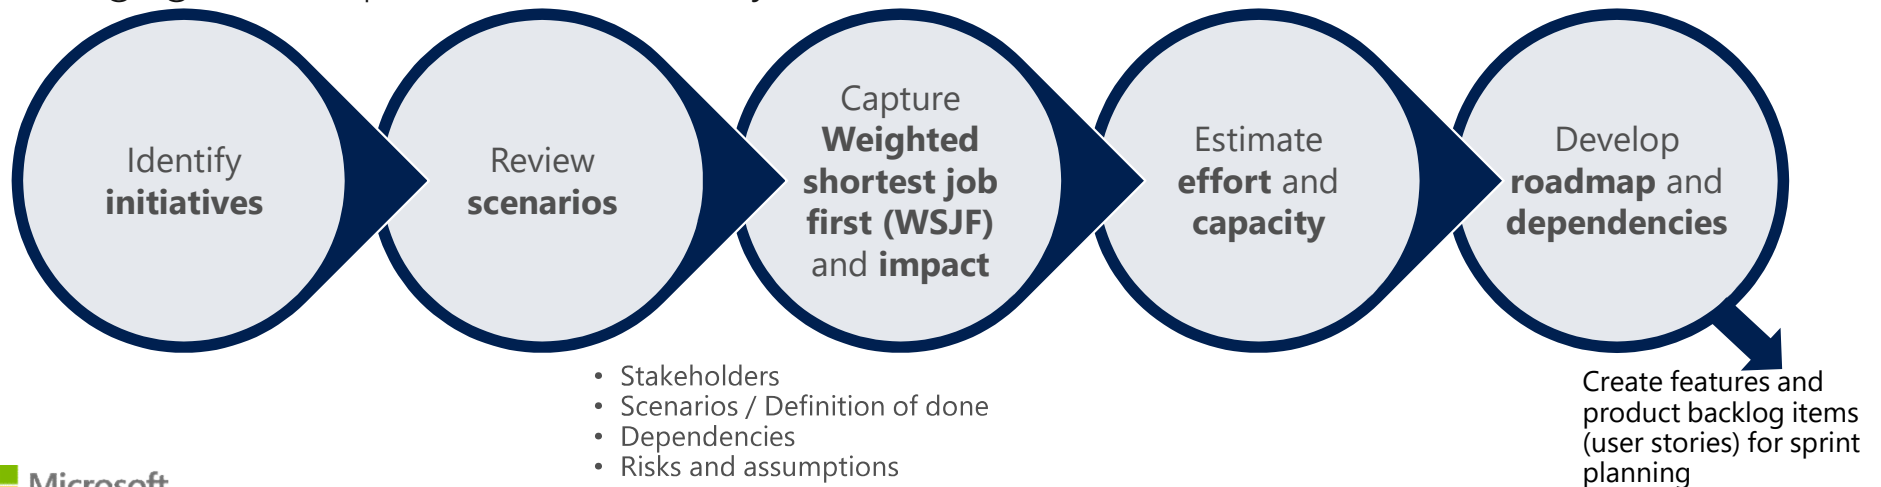 Identify
initiatives
Review
scenarios
Capture
Weighted
shortest job
first (WSJF)
and impact
Estimate
effort and
capacity
Develop
roadmap and
dependencies
• Stakeholders
• Scenarios / Definition of done
• Dependencies
• Risks and assumptions
Create features and
product backlog items
(user stories) for sprint
planning
Microsoft